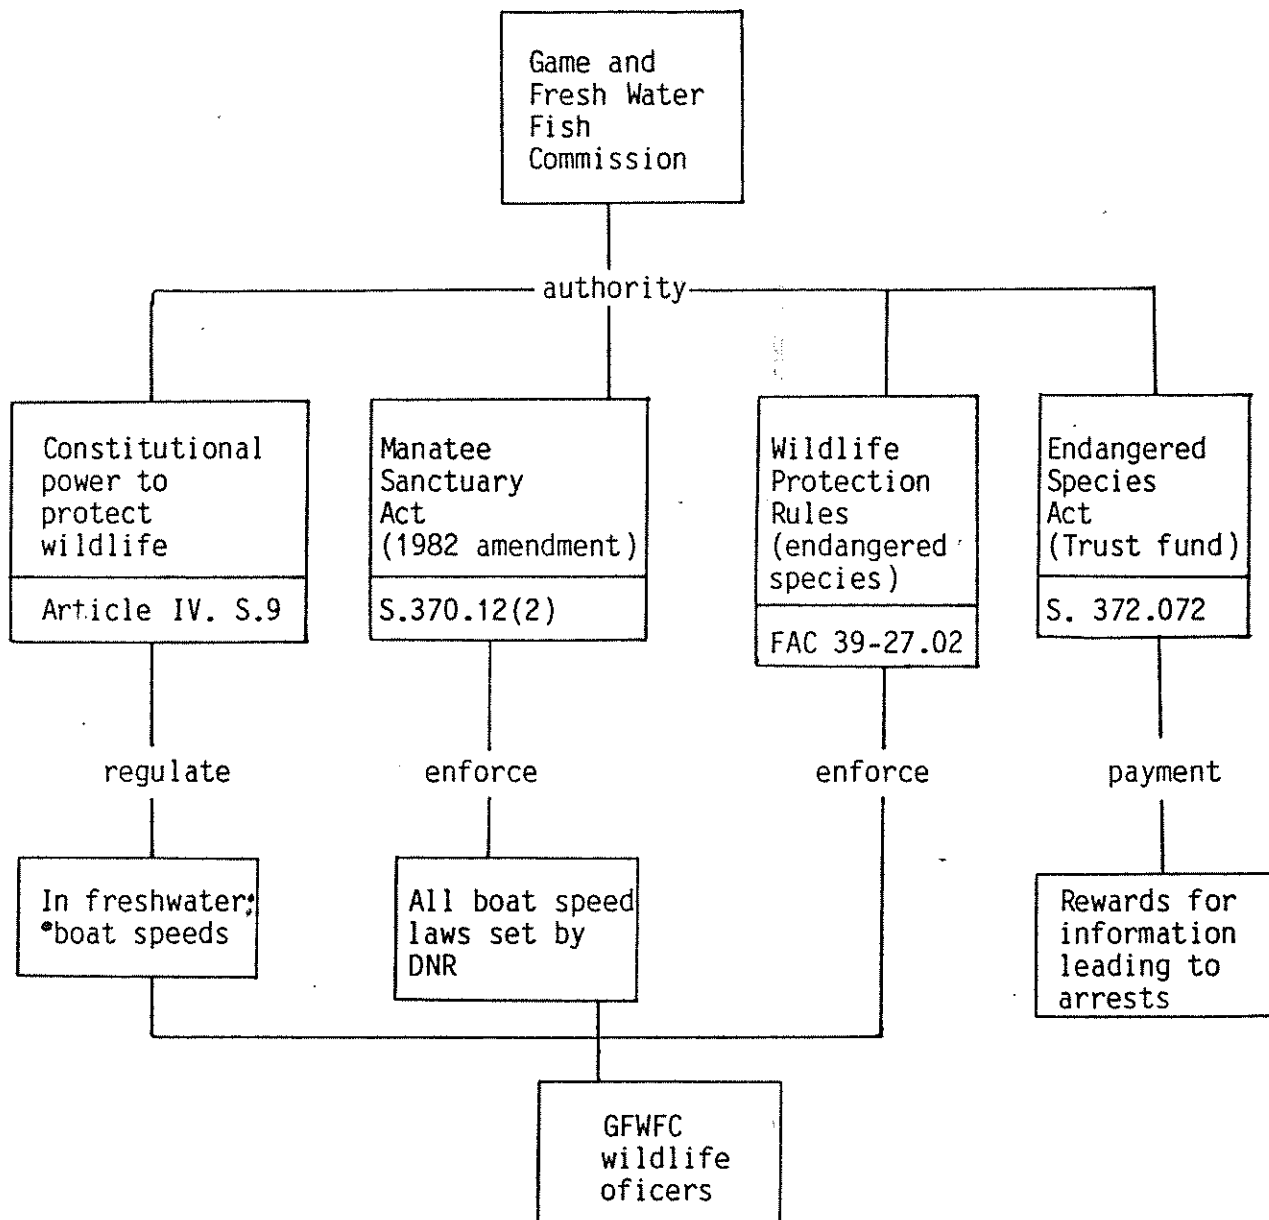 Game and
Fresh Water
Fish
Commission
authority
Constitutional
power to
protect
wildlife
Article IV. S.9
Manatee
Sanctuary
Act
(1982 amendment)
S.370.12(2)
Wildlife
Protection
Rules
(endangered
species)
FAC 39-27.02
Endangered
Species
Act
(Trust fund)
S. 372.072
regulate
enforce
enforce
payment
In freshwater:
•boat speeds
All boat speed
laws set by
DNR
Rewards for
information
leading to
arrests
GFWFC
wildlife
oficers